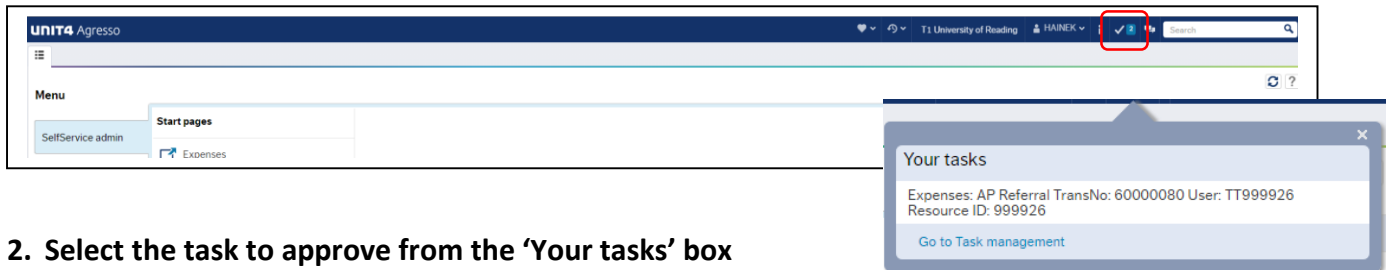 UNIT4 Agresso
T1 University of Reading HAINEK Search
?
Menu
SelfService admin
Start pages
Expenses
Your tasks
Expenses: AP Referral TransNo: 60000080 User: TT999926
Resource ID: 999926
Go to Task management
2. Select the task to approve from the ‘Your tasks’ box